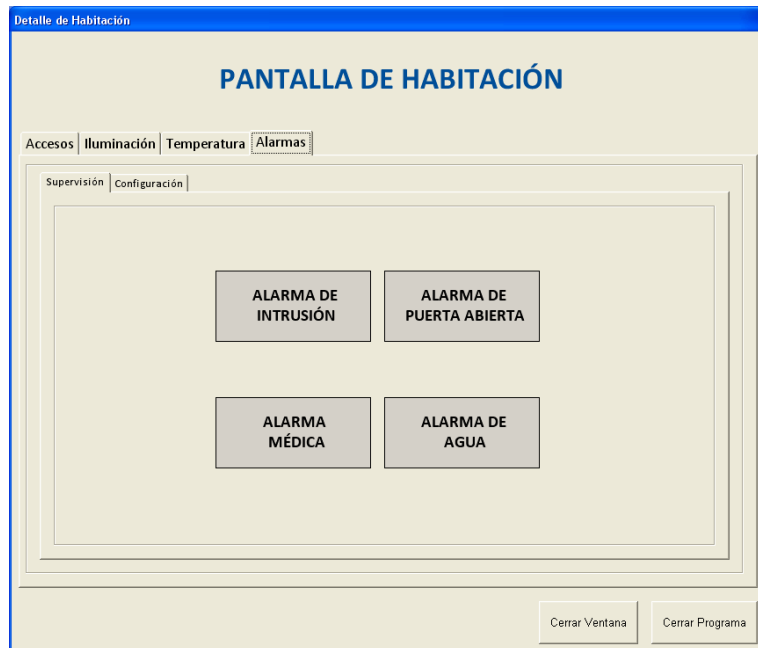 Detalle de Habitación
PANTALLA DE HABITACIÓN
Accesos Iluminación Temperatura Alarmas
Supervisión Configuración
ALARMA DE
INTRUSIÓN
ALARMA DE
PUERTA ABIERTA
ALARMA
MÉDICA
ALARMA DE
AGUA
Cerrar Ventana Cerrar Programa